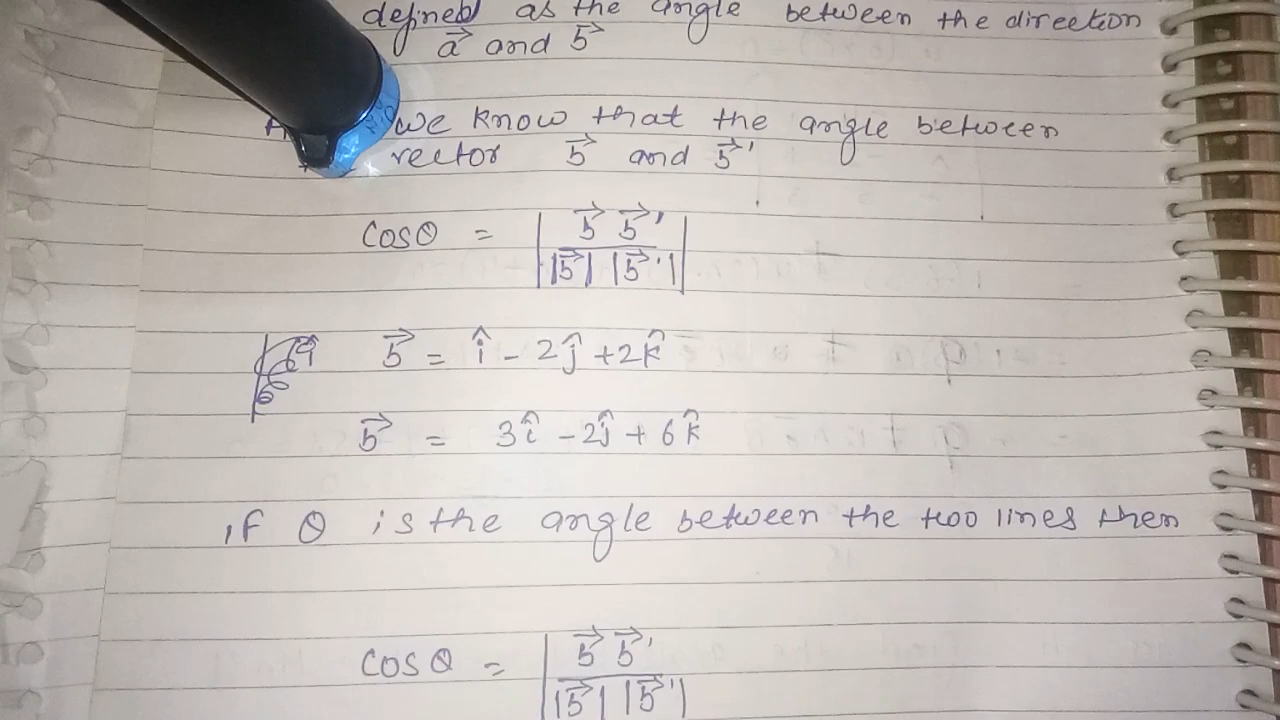 defined as the angle between the direction
a⃗ and b⃗
we know that the angle between
vector b⃗ and b⃗'
cosθ = | b⃗ b⃗' / |b⃗| |b⃗'| |
b⃗ = î - 2ĵ + 2k̂
b⃗ = 3î - 2ĵ + 6k̂
if θ is the angle between the two lines then
cosθ = | b⃗ b⃗' / |b⃗| |b⃗'| |